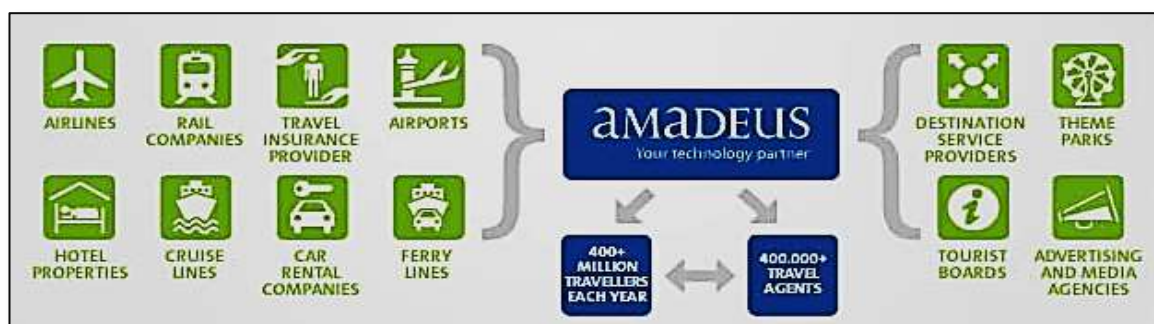 AIRLINES
RAIL
COMPANIES
TRAVEL
INSURANCE
PROVIDER
AIRPORTS
HOTEL
PROPERTIES
CRUISE
LINES
CAR
RENTAL
COMPANIES
FERRY
LINES
aMaDEUS
Your technology partner
400+
MILLION
TRAVELLERS
EACH YEAR
400.000+
TRAVEL
AGENTS
DESTINATION
SERVICE
PROVIDERS
THEME
PARKS
TOURIST
BOARDS
ADVERTISING
AND MEDIA
AGENCIES